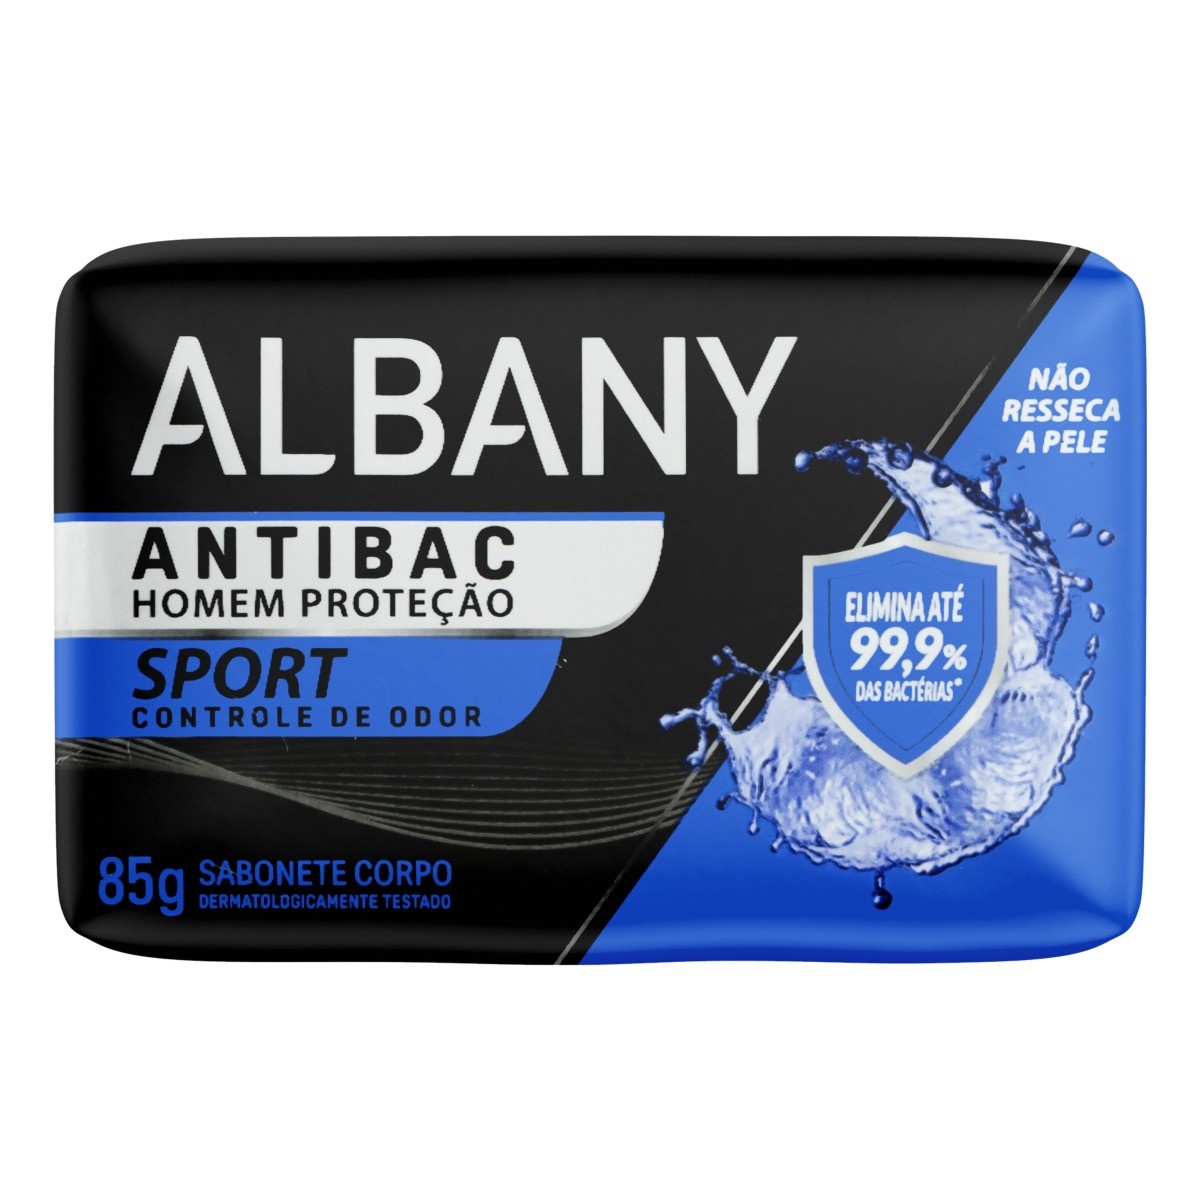 ALBANY
ANTIBAC
HOMEM PROTEÇÃO
SPORT
CONTROLE DE ODOR
85g
SABONETE CORPO
DERMATOLOGICAMENTE TESTADO
NÃO
RESSECA
A PELE
ELIMINA ATÉ
99,9%
DAS BACTÉRIAS*